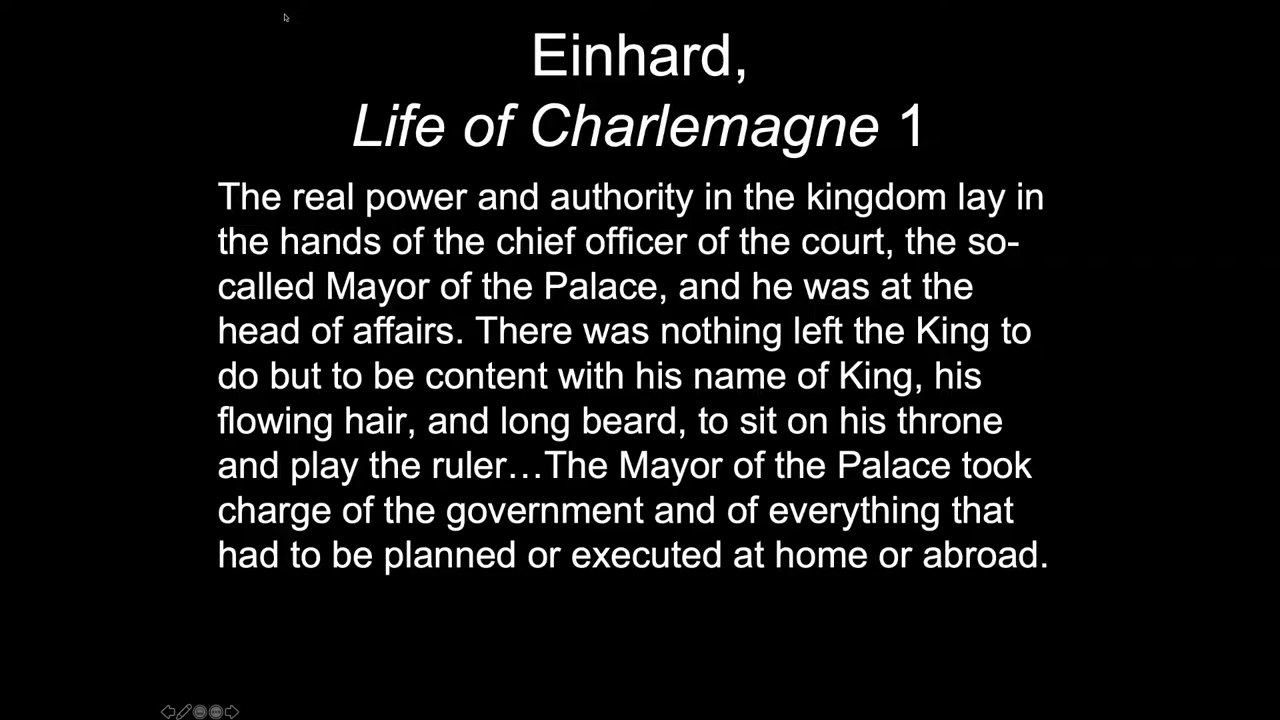 Einhard,
Life of Charlemagne 1
The real power and authority in the kingdom lay in
the hands of the chief officer of the court, the so-
called Mayor of the Palace, and he was at the
head of affairs. There was nothing left the King to
do but to be content with his name of King, his
flowing hair, and long beard, to sit on his throne
and play the ruler…The Mayor of the Palace took
charge of the government and of everything that
had to be planned or executed at home or abroad.